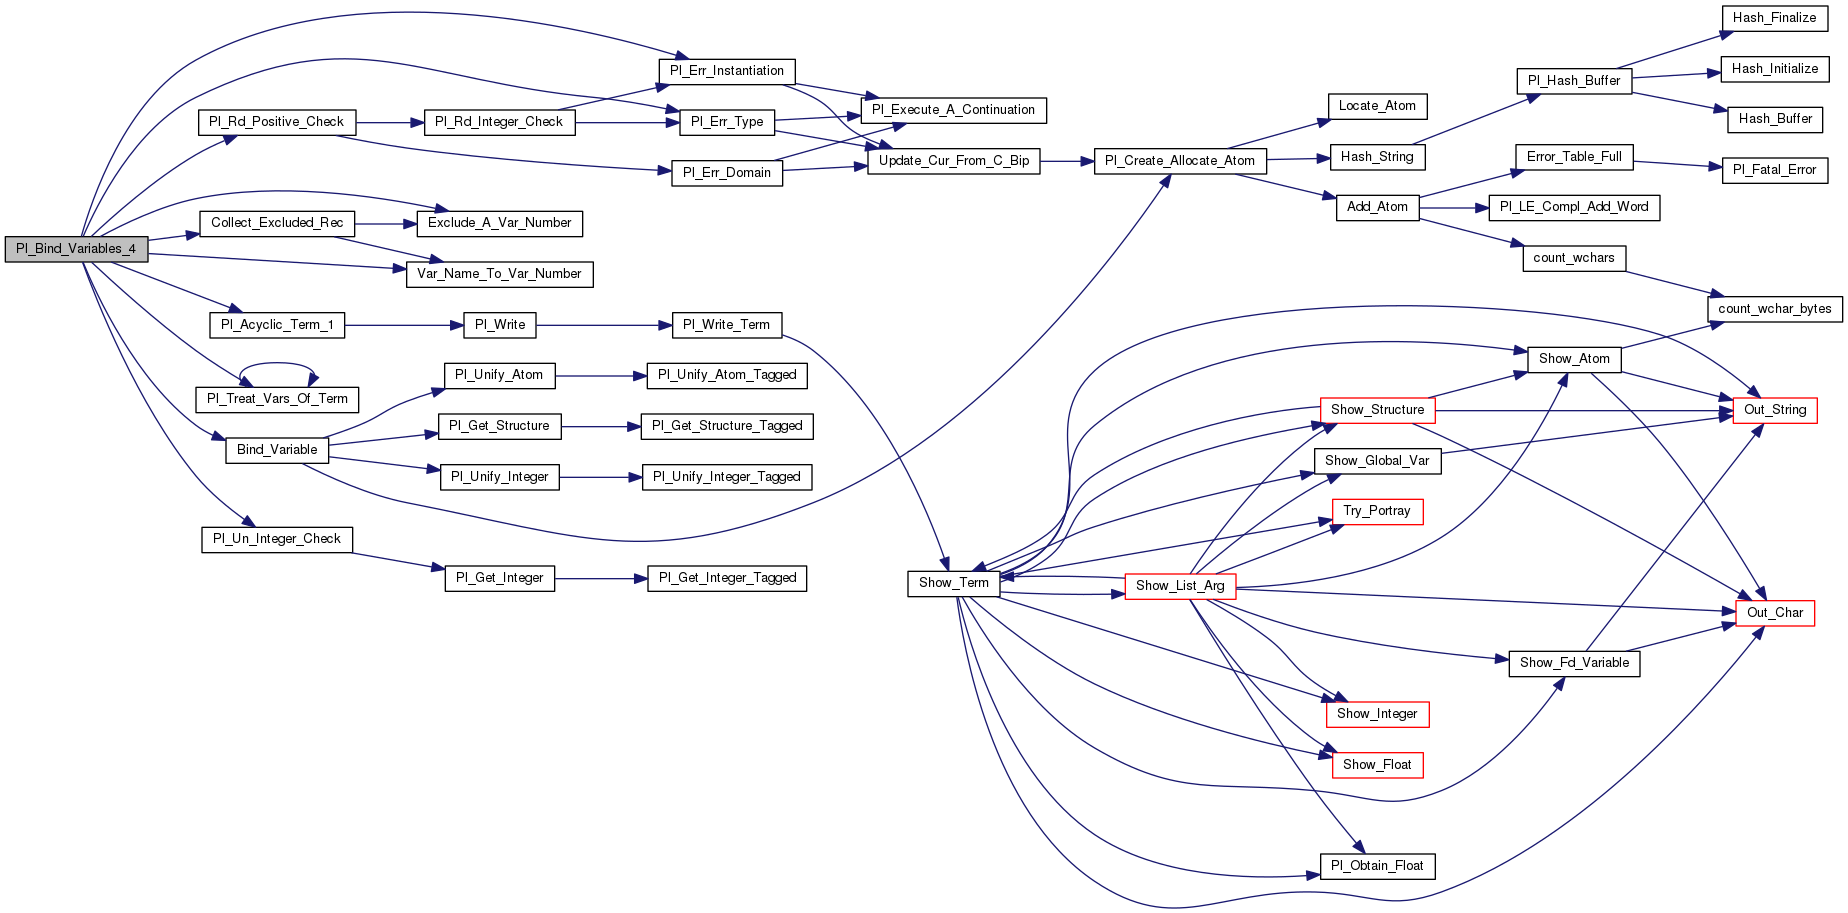 Pl_Bind_Variables_4
Pl_Rd_Positive_Check
Collect_Excluded_Rec
Pl_Acyclic_Term_1
Pl_Treat_Vars_Of_Term
Bind_Variable
Pl_Un_Integer_Check
Pl_Rd_Integer_Check
Exclude_A_Var_Number
Var_Name_To_Var_Number
Pl_Write
Pl_Unify_Atom
Pl_Get_Structure
Pl_Unify_Integer
Pl_Get_Integer
Pl_Err_Instantiation
Pl_Err_Type
Pl_Err_Domain
Pl_Write_Term
Pl_Unify_Atom_Tagged
Pl_Get_Structure_Tagged
Pl_Unify_Integer_Tagged
Pl_Get_Integer_Tagged
Pl_Execute_A_Continuation
Update_Cur_From_C_Bip
Show_Term
Pl_Create_Allocate_Atom
Show_List_Arg
Locate_Atom
Hash_String
Add_Atom
Show_Structure
Show_Global_Var
Try_Portray
Show_Integer
Show_Float
Pl_Obtain_Float
Pl_Hash_Buffer
Error_Table_Full
Pl_LE_Compl_Add_Word
count_wchars
Show_Atom
Show_Fd_Variable
Hash_Finalize
Hash_Initialize
Hash_Buffer
Pl_Fatal_Error
count_wchar_bytes
Out_String
Out_Char